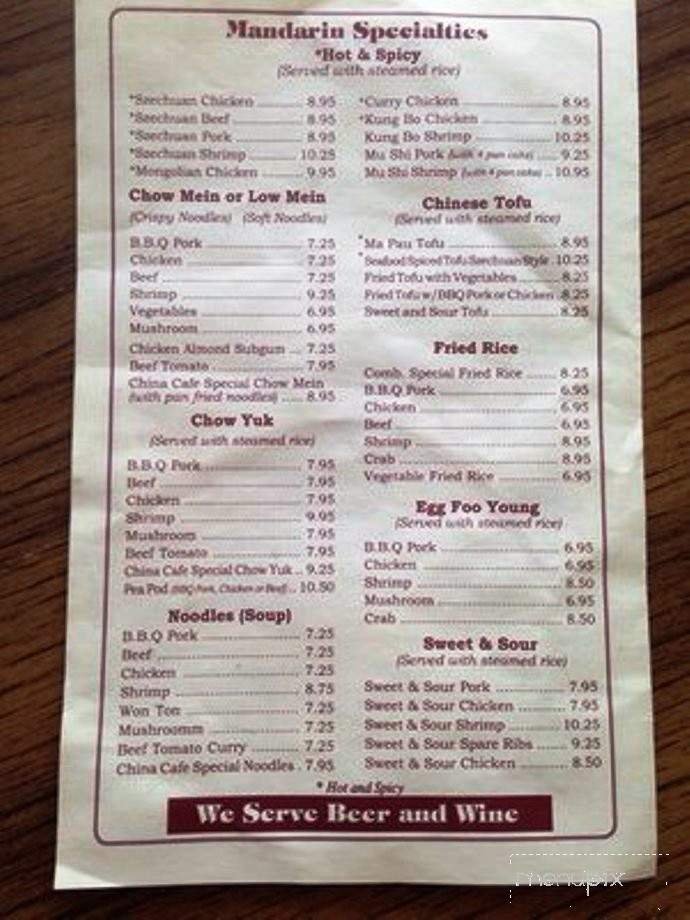 Mandarin Specialties
*Hot & Spicy
(Served with steamed rice)
*Szechuan Chicken 8.95
*Szechuan Beef 8.95
*Szechuan Pork 8.95
*Szechuan Shrimp 10.25
*Mongolian Chicken 9.95
Chow Mein or Low Mein
(Crispy Noodles) (Soft Noodles)
B.B.Q Pork 7.25
Chicken 7.25
Beef 7.25
Shrimp 9.25
Vegetables 6.95
Mushroom 6.95
Chicken Almond Subgum 7.25
Beef Tomato 7.95
China Cafe Special Chow Mein
(with pan fried noodles) 8.95
Chow Yuk
(Served with steamed rice)
B.B.Q Pork 7.95
Beef 7.95
Chicken 7.95
Shrimp 9.95
Mushroom 7.95
Beef Tomato 7.95
China Cafe Special Chow Yuk 9.25
Pea Pod (BBQ Pork, Chicken or Beef) 10.50
Noodles (Soup)
B.B.Q Pork 7.25
Beef 7.25
Chicken 7.25
Shrimp 8.75
Won Ton 7.25
Mushroomm 7.25
Beef Tomato Curry 7.25
China Cafe Special Noodles 7.95
*Curry Chicken 8.95
*Kung Bo Chicken 8.95
Kung Bo Shrimp 10.25
Mu Shi Pork (with 4 pan cake) 9.25
Mu Shi Shrimp (with 4 pan cake) 10.95
Chinese Tofu
(Served with steamed rice)
*Ma Pau Tofu 8.95
*Seafood Spiced Tofu Szechuan Style 10.25
Fried Tofu with Vegetables 8.25
Fried Tofu w/BBQ Pork or Chicken 8.25
Sweet and Sour Tofu 8.25
Fried Rice
Comb. Special Fried Rice 8.25
B.B.Q Pork 6.95
Chicken 6.95
Beef 6.95
Shrimp 8.95
Crab 8.95
Vegetable Fried Rice 6.95
Egg Foo Young
(Served with steamed rice)
B.B.Q Pork 6.95
Chicken 6.95
Shrimp 8.50
Mushroom 6.95
Crab 8.50
Sweet & Sour
(Served with steamed rice)
Sweet & Sour Pork 7.95
Sweet & Sour Chicken 7.95
Sweet & Sour Shrimp 10.25
Sweet & Sour Spare Ribs 9.25
Sweet & Sour Chicken 8.50
* Hot and Spicy
We Serve Beer and Wine
menupix